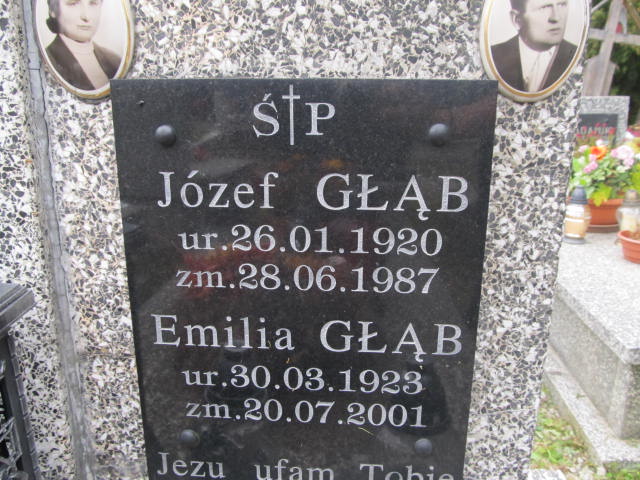 Ś†P
Józef GŁĄB
ur.26.01.1920
zm.28.06.1987
Emilia GŁĄB
ur.30.03.1923
zm.20.07.2001
Jezu ufam Tobie